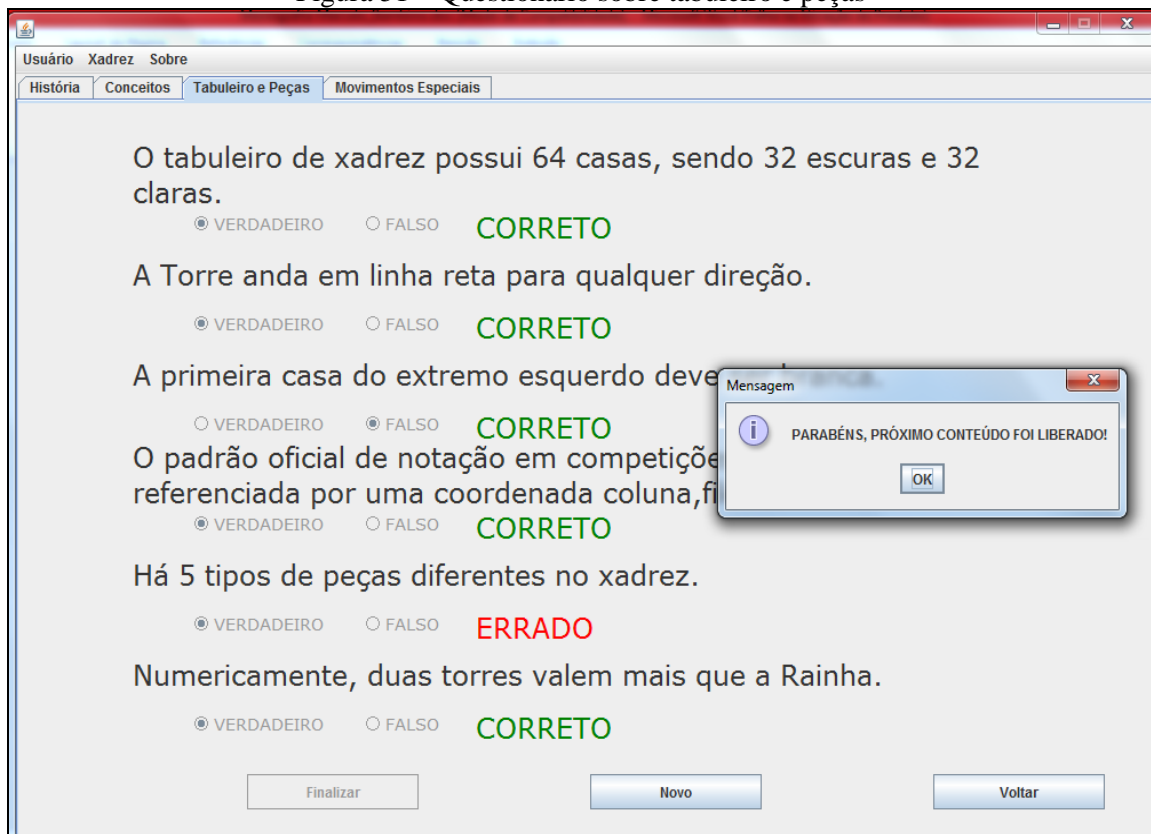 Usuário Xadrez Sobre
História Conceitos Tabuleiro e Peças Movimentos Especiais
O tabuleiro de xadrez possui 64 casas, sendo 32 escuras e 32
claras.
VERDADEIRO FALSO CORRETO
A Torre anda em linha reta para qualquer direção.
VERDADEIRO FALSO CORRETO
A primeira casa do extremo esquerdo deve branca.
VERDADEIRO FALSO CORRETO
O padrão oficial de notação em
referenciada por uma coordenada
VERDADEIRO FALSO CORRETO
Mensagem
PARABÉNS, PRÓXIMO CONTEÚDO FOI LIBERADO!
OK
Há 5 tipos de peças diferentes no xadrez.
VERDADEIRO FALSO ERRADO
Numericamente, duas torres valem mais que a Rainha.
VERDADEIRO FALSO CORRETO
Finalizar Novo Voltar